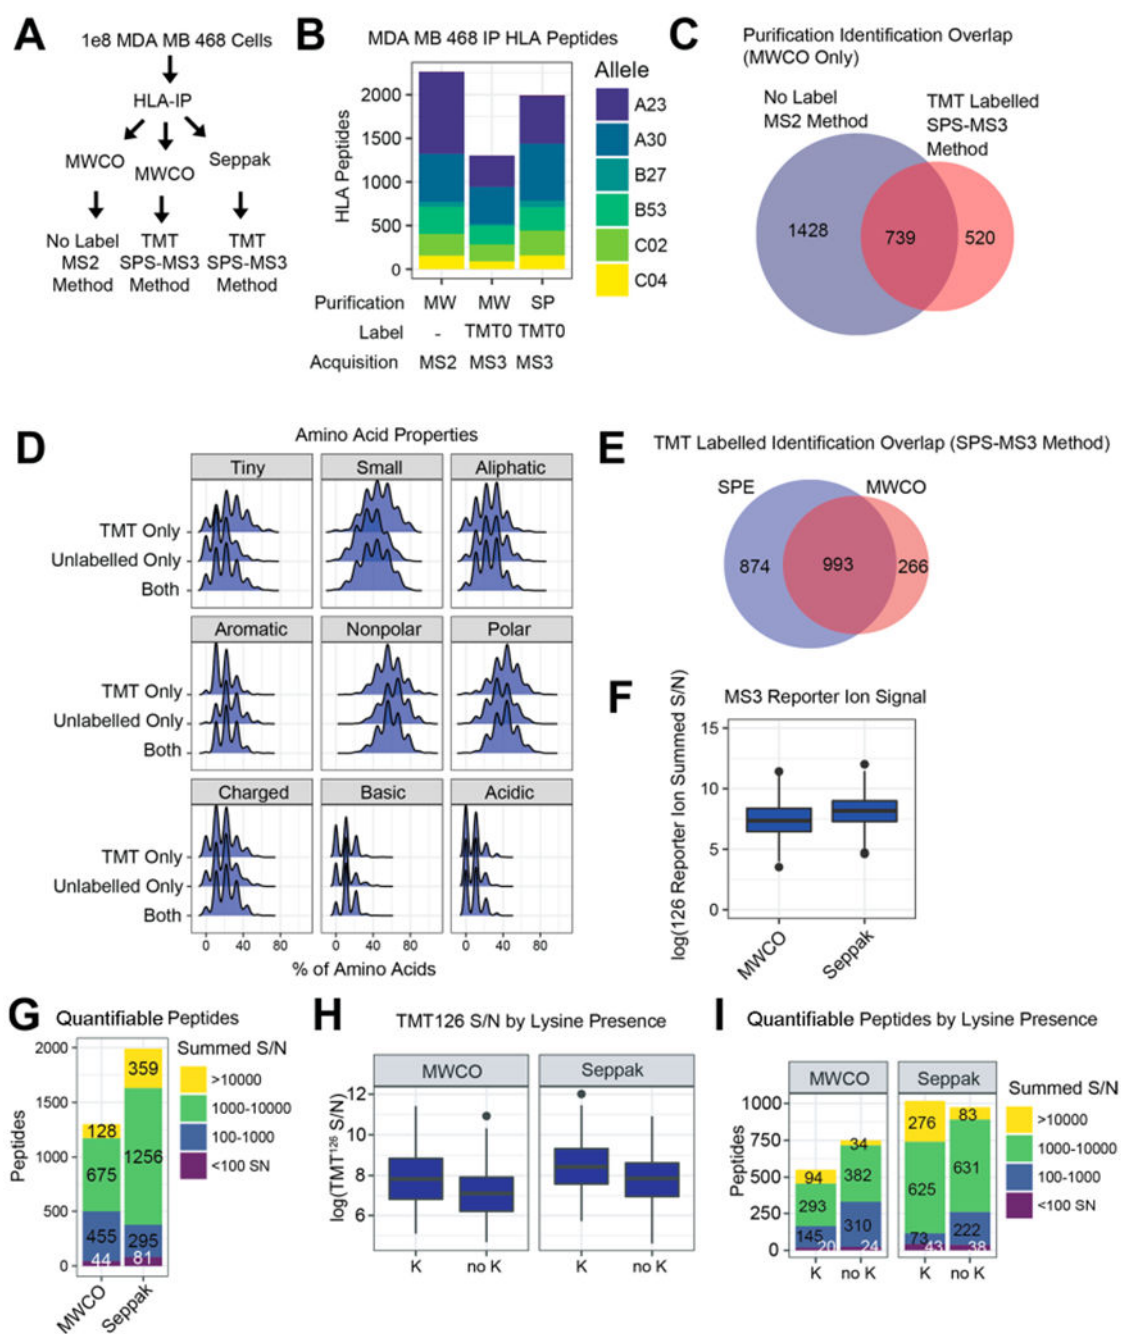 A
1e8 MDA MB 468 Cells
HLA-IP
MWCO
MWCO
Seppak
No Label
MS2
Method
TMT
SPS-MS3
Method
TMT
SPS-MS3
Method
B
MDA MB 468 IP HLA Peptides
HLA Peptides
2000
1500
1000
500
0
Allele
A23
A30
B27
B53
C02
C04
Purification MW MW SP
Label - TMT0 TMT0
Acquisition MS2 MS3 MS3
C
Purification Identification Overlap
(MWCO Only)
No Label
MS2 Method
TMT Labelled
SPS-MS3
Method
1428
739
520
D
Amino Acid Properties
Tiny
Small
Aliphatic
TMT Only
Unlabelled Only
Both
Aromatic
Nonpolar
Polar
TMT Only
Unlabelled Only
Both
Charged
Basic
Acidic
TMT Only
Unlabelled Only
Both
0 40 80
0 40 80
0 40 80
% of Amino Acids
E
TMT Labelled Identification Overlap (SPS-MS3 Method)
SPE
MWCO
874
993
266
F
MS3 Reporter Ion Signal
log(126 Reporter Ion Summed S/N)
15
10
5
0
MWCO
Seppak
G
Quantifiable Peptides
Peptides
2000
1500
1000
500
0
128
675
455
44
359
1256
295
81
MWCO
Seppak
Summed S/N
>10000
1000-10000
100-1000
<100 SN
H
TMT126 S/N by Lysine Presence
MWCO
Seppak
log(TMT¹²⁶ S/N)
12
10
8
6
K
no K
K
no K
I
Quantifiable Peptides by Lysine Presence
MWCO
Seppak
Peptides
1000
750
500
250
0
94
293
145
20
34
382
310
24
276
625
73
43
83
631
222
38
K
no K
K
no K
Summed S/N
>10000
1000-10000
100-1000
<100 SN